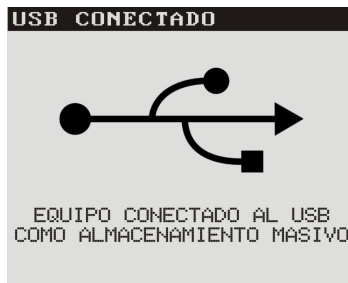 USB CONECTADO
EQUIPO CONECTADO AL USB
COMO ALMACENAMIENTO MASIVO